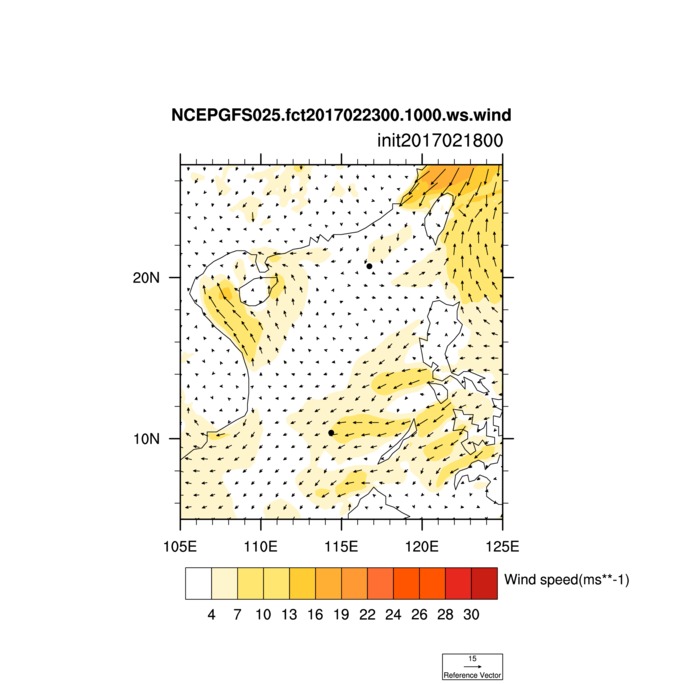 NCEPGFS025.fct2017022300.1000.ws.wind
init2017021800
20N
10N
105E 110E 115E 120E 125E
Wind speed(ms**-1)
4 7 10 13 16 19 22 24 26 28 30
15
Reference Vector